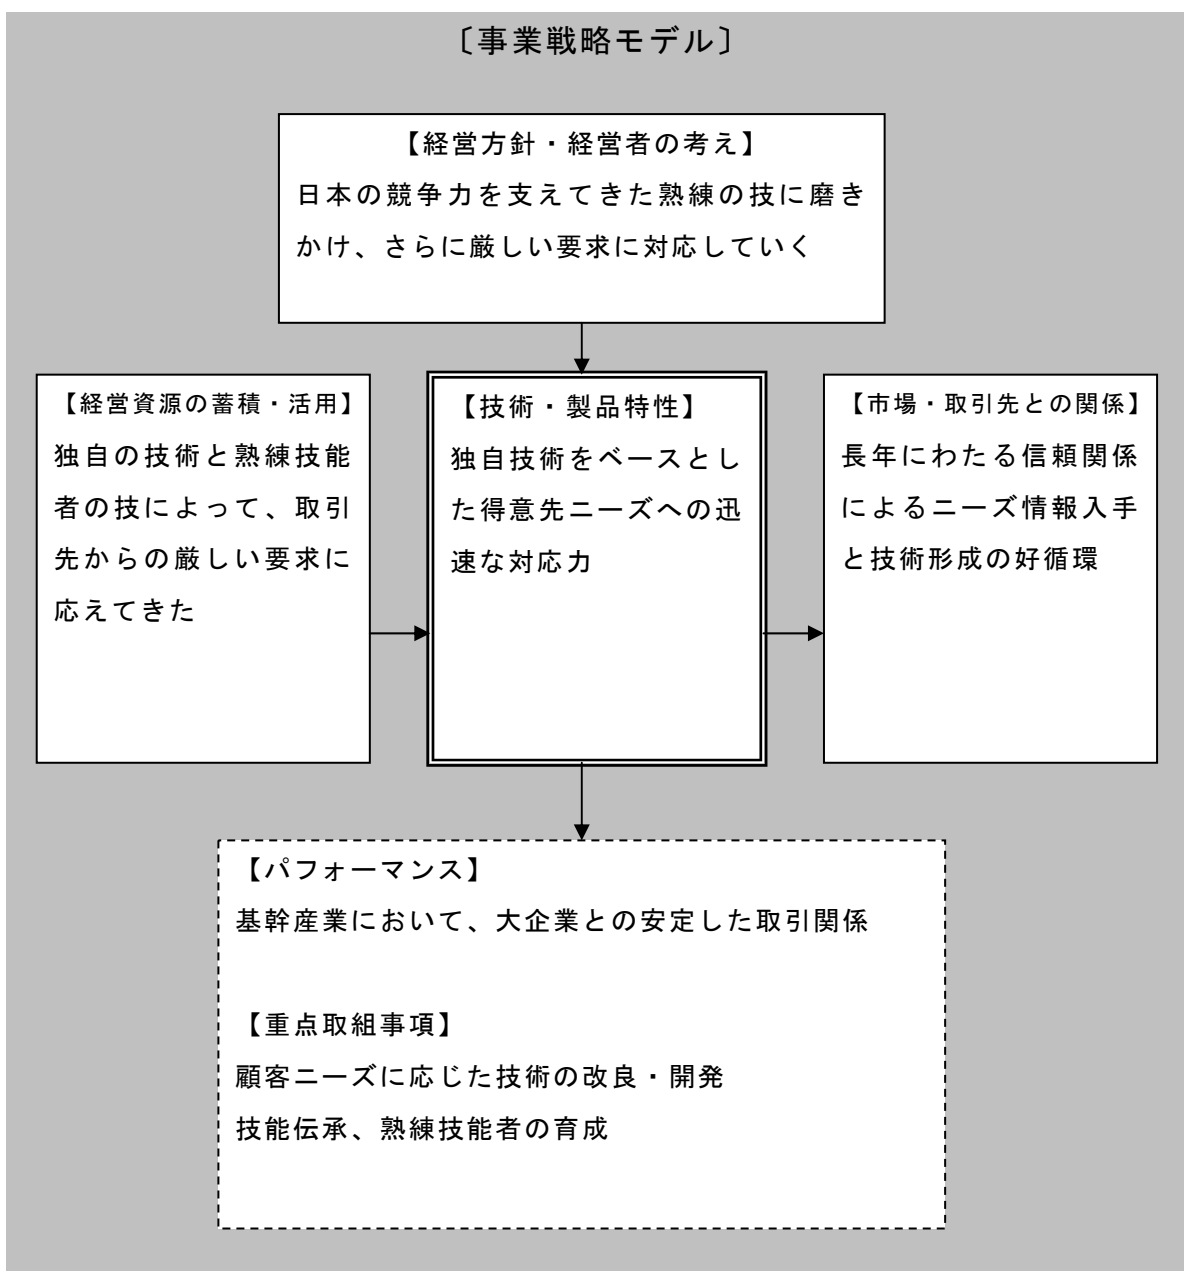 〔事業戦略モデル〕
【経営方針・経営者の考え】
日本の競争力を支えてきた熟練の技に磨き
かけ、さらに厳しい要求に対応していく
【経営資源の蓄積・活用】
独自の技術と熟練技能
者の技によって、取引
先からの厳しい要求に
応えてきた
【技術・製品特性】
独自技術をベースとし
た得意先ニーズへの迅
速な対応力
【市場・取引先との関係】
長年にわたる信頼関係
によるニーズ情報入手
と技術形成の好循環
【パフォーマンス】
基幹産業において、大企業との安定した取引関係
【重点取組事項】
顧客ニーズに応じた技術の改良・開発
技能伝承、熟練技能者の育成